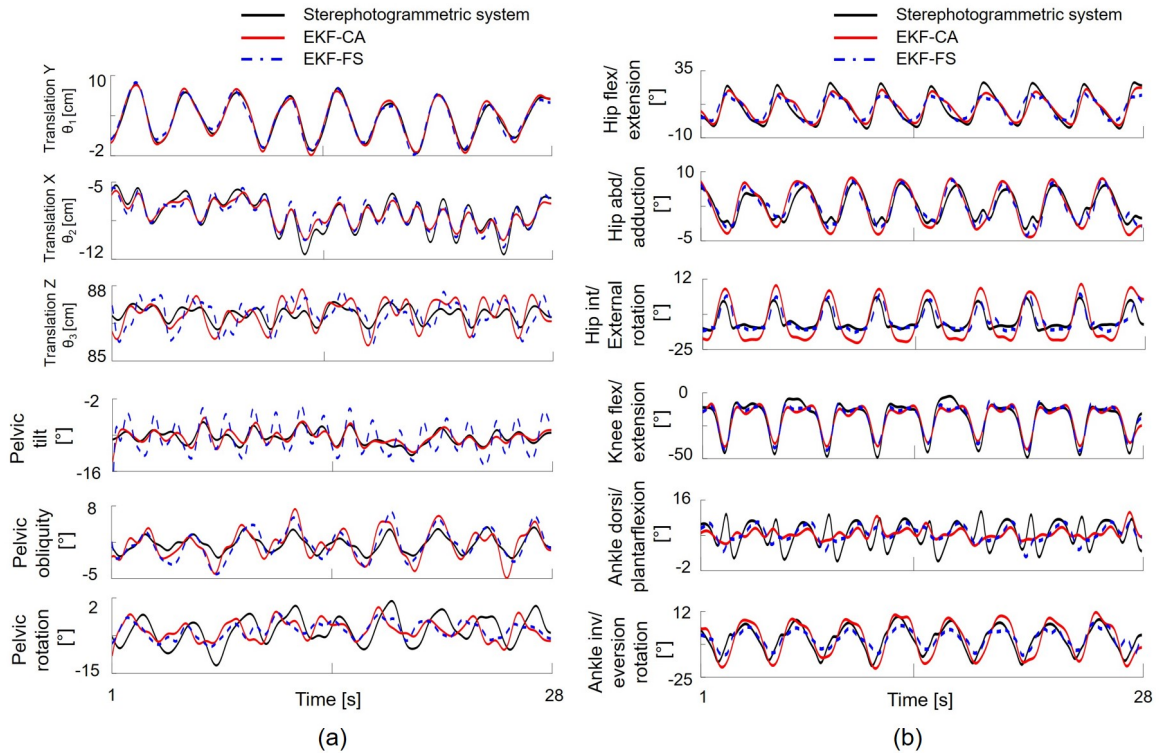 Sterephotogrammetric system
EKF-CA
EKF-FS
Translation Y
θ₁[cm]
10
-2
Translation X
θ₂ [cm]
-5
-12
Translation Z
θ₃[cm]
88
85
Pelvic
tilt
[°]
-2
-16
Pelvic
obliquity
[°]
8
-5
Pelvic
rotation
[°]
2
-15
1
Time [s]
28
(a)
Sterephotogrammetric system
EKF-CA
EKF-FS
Hip flex/
extension
[°]
35
-10
Hip abd/
adduction
[°]
10
-5
Hip int/
External
rotation
[°]
12
-25
Knee flex/
extension
[°]
0
-50
Ankle dorsi/
plantarflexion
[°]
16
-2
Ankle inv/
eversion
rotation
[°]
12
-25
1
Time [s]
28
(b)